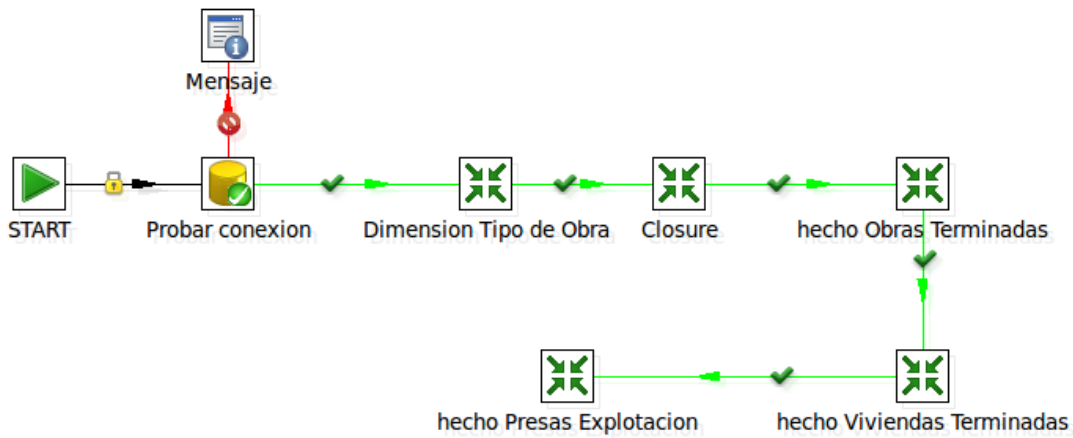 Mensaje
START
Probar conexion
Dimension Tipo de Obra
Closure
hecho Obras Terminadas
hecho Presas Explotacion
hecho Viviendas Terminadas